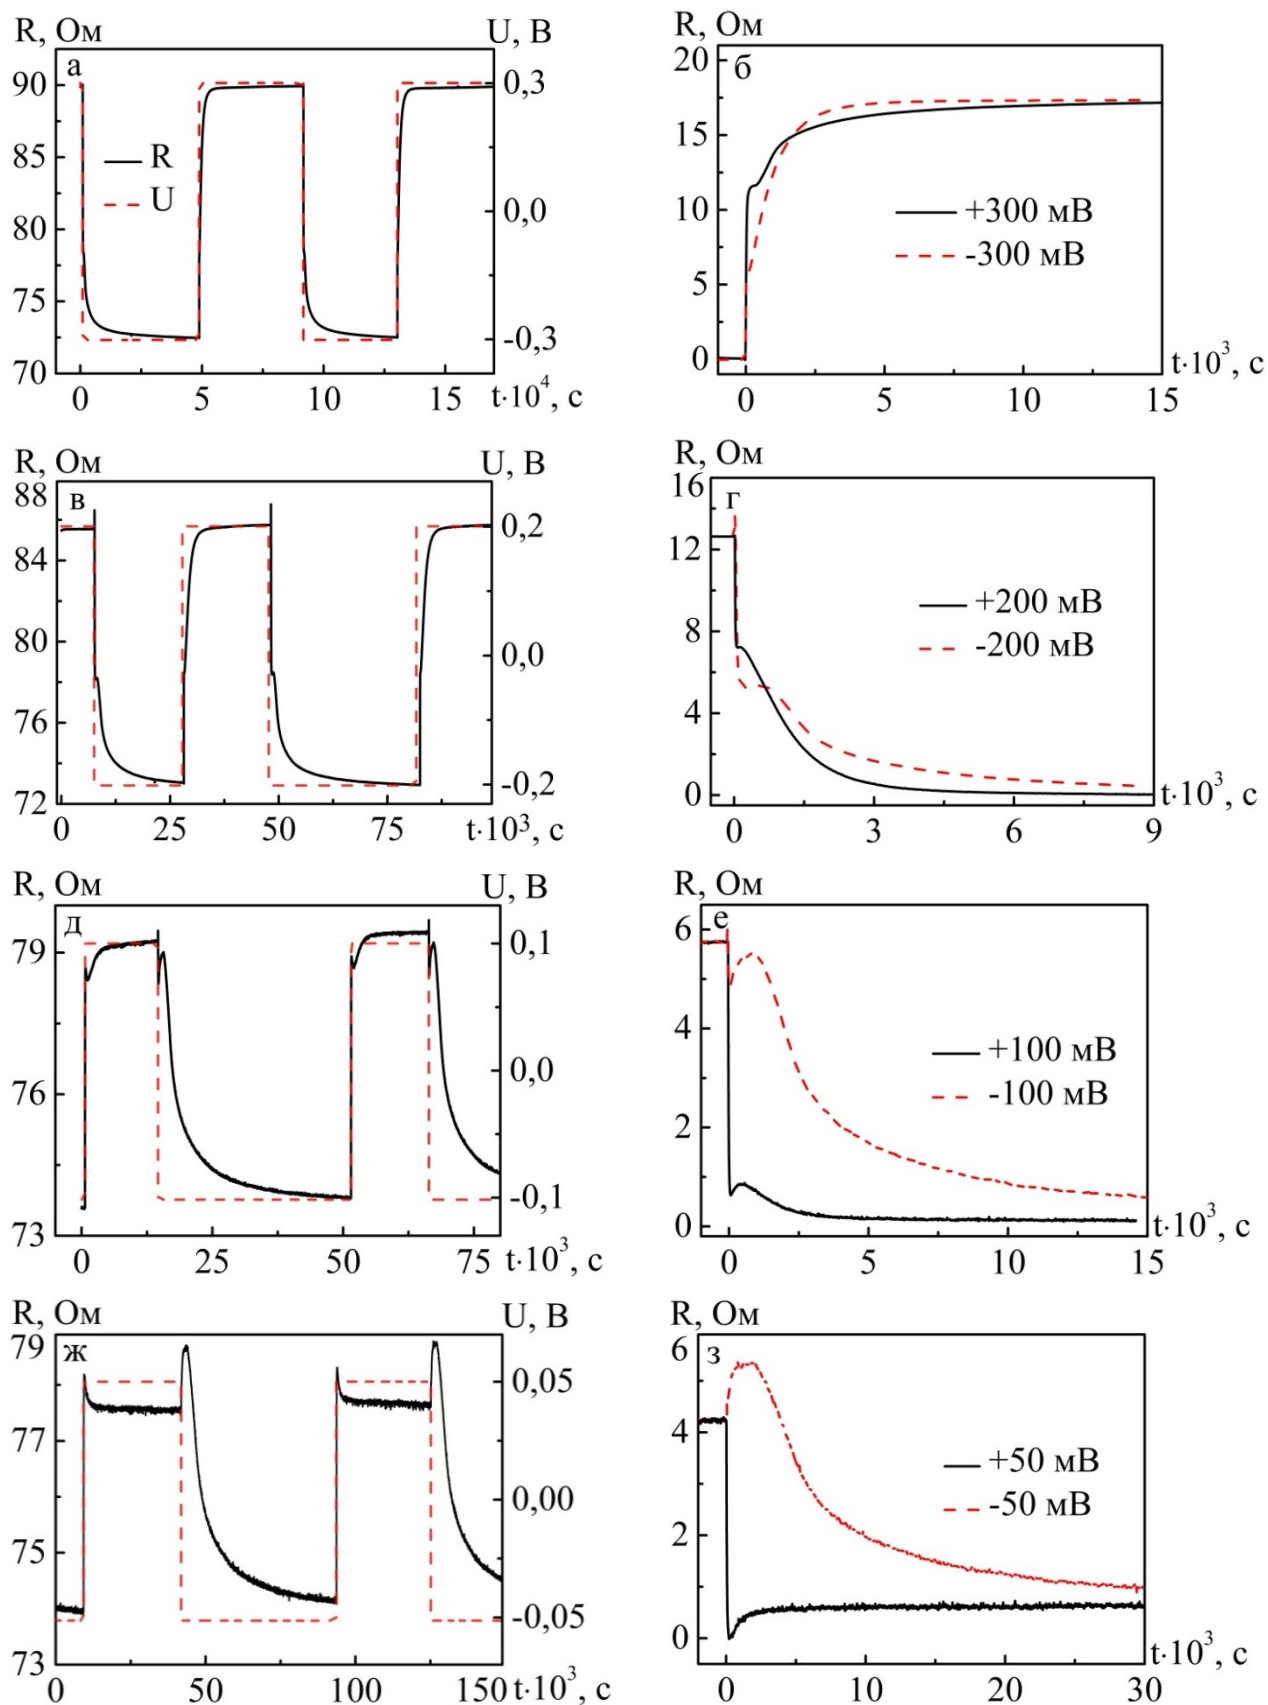 R, Ом
U, В
а
90
85
80
75
70
R
U
0,3
0,0
-0,3
0
5
10
15
t·10⁴, с
R, Ом
б
20
15
10
5
0
+300 мВ
-300 мВ
0
5
10
15
t·10³, с
R, Ом
U, В
в
88
84
80
76
72
0,2
0,0
-0,2
0
25
50
75
t·10³, с
R, Ом
г
16
12
8
4
0
+200 мВ
-200 мВ
0
3
6
9
t·10³, с
R, Ом
U, В
д
79
76
73
0,1
0,0
-0,1
0
25
50
75
t·10³, с
R, Ом
е
6
4
2
0
+100 мВ
-100 мВ
0
5
10
15
t·10³, с
R, Ом
U, В
ж
79
77
75
73
0,05
0,00
-0,05
0
50
100
150
t·10³, с
R, Ом
з
6
4
2
0
+50 мВ
-50 мВ
0
10
20
30
t·10³, с